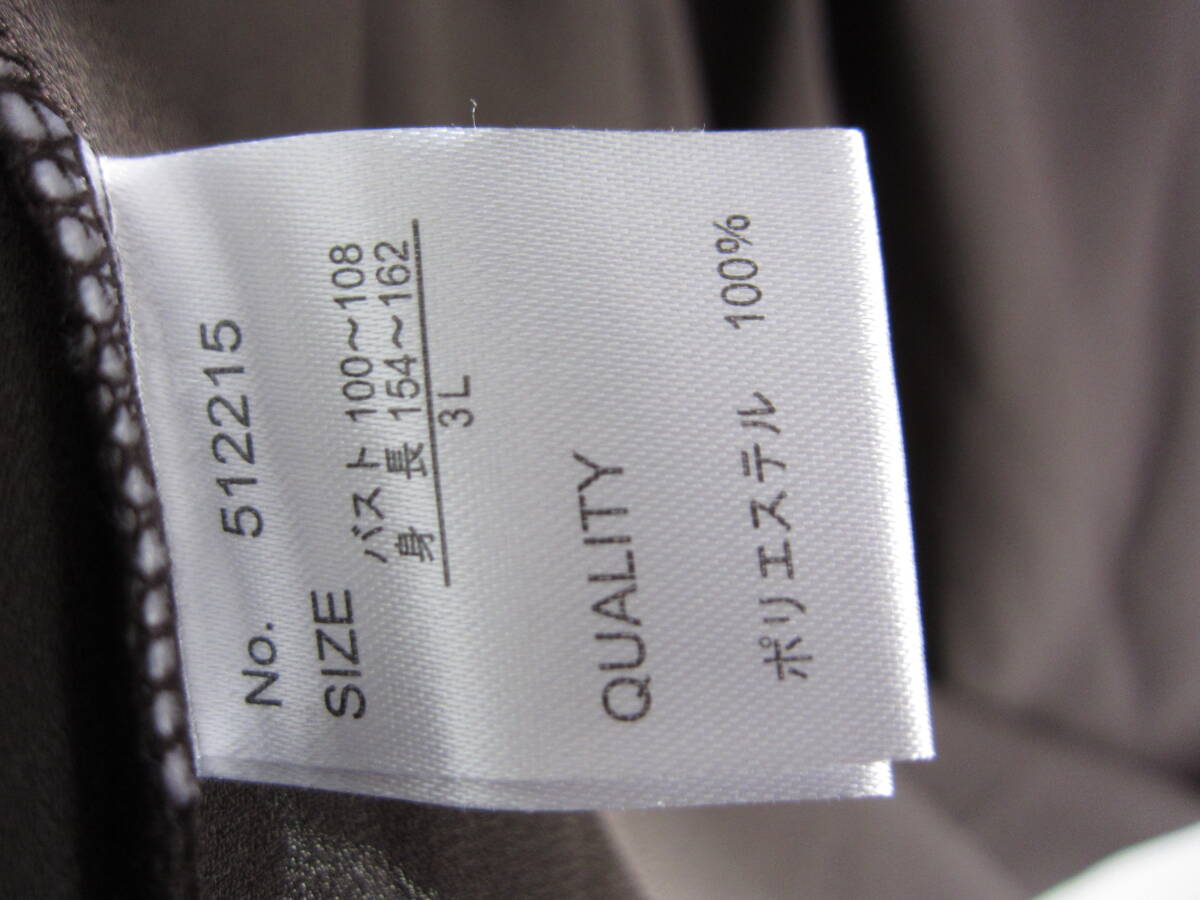 No. 512215
SIZE バスト 100～108
身 長 154～162
3L
QUALITY
ポリエステル 100%